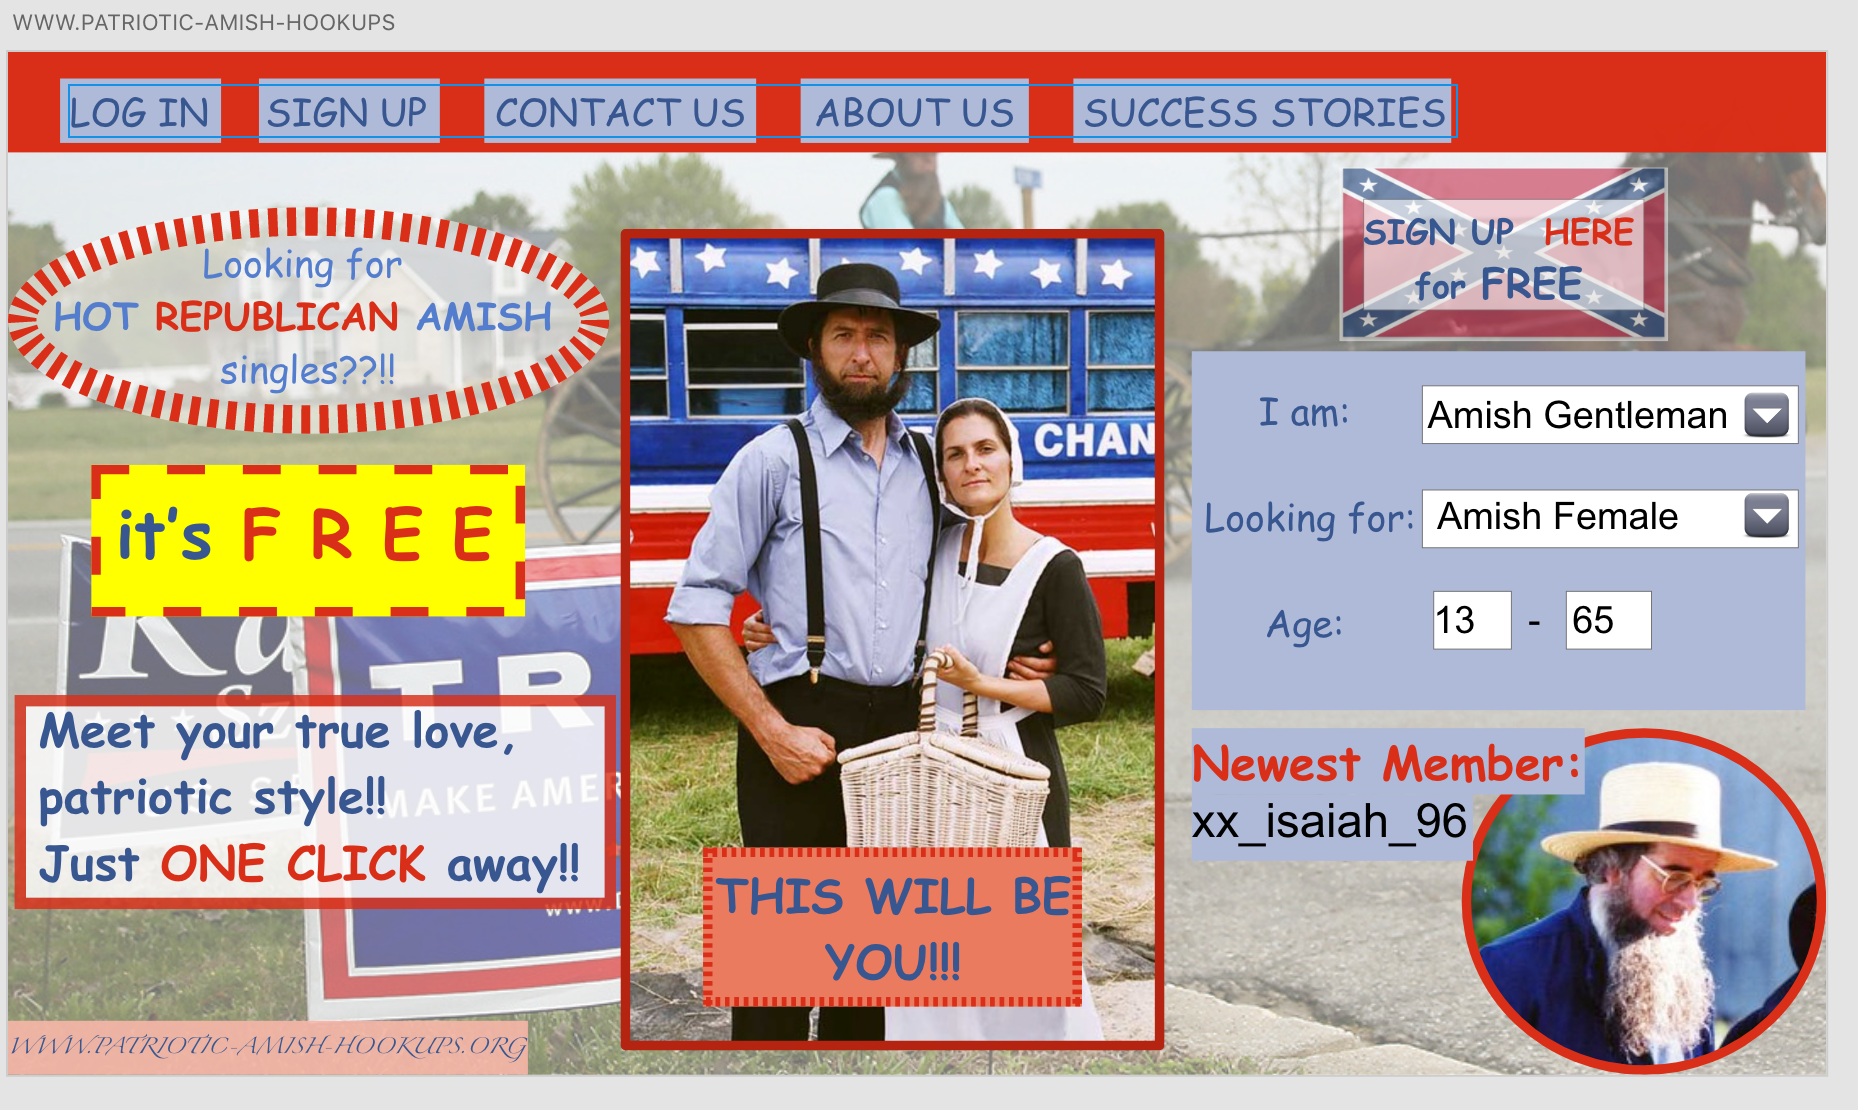 WWW.PATRIOTIC-AMISH-HOOKUPS
LOG IN SIGN UP CONTACT US ABOUT US SUCCESS STORIES
Looking for
HOT REPUBLICAN AMISH
singles??!!
it's F R E E
Meet your true love,
patriotic style!!
Just ONE CLICK away!!
TR
MAKE AMER
www.
WWW.PATRIOTIC-AMISH-HOOKUPS.ORG
CHAN
THIS WILL BE
YOU!!!
SIGN UP HERE
for FREE
I am: Amish Gentleman
Looking for: Amish Female
Age: 13 - 65
Newest Member:
xx_isaiah_96